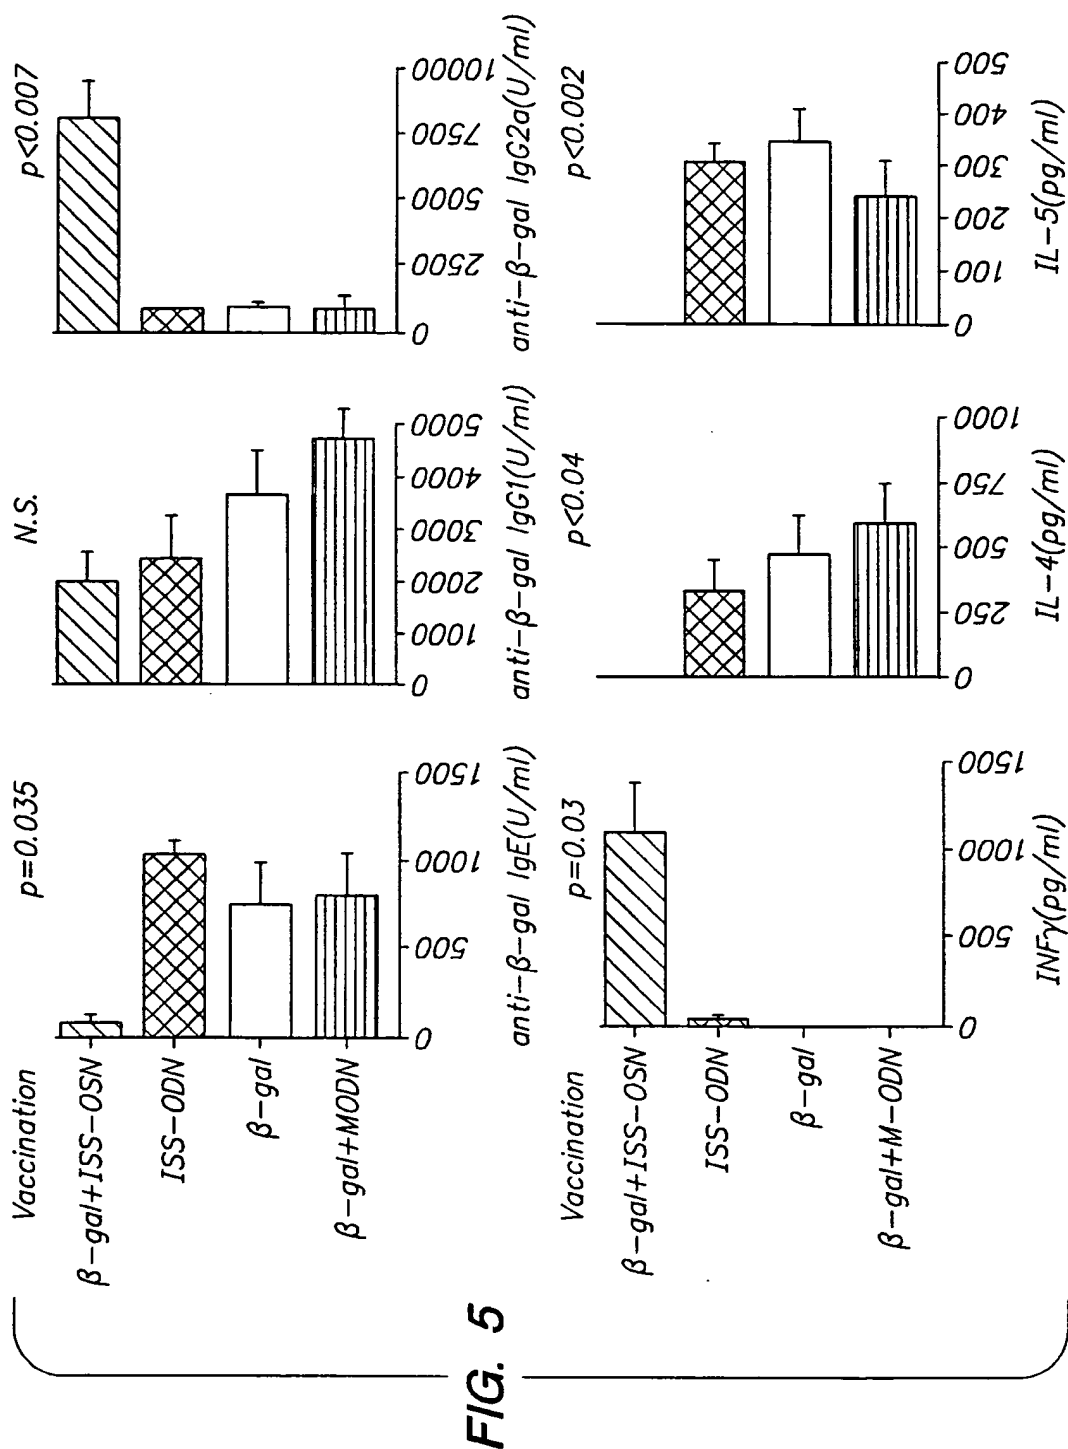 FIG. 5
Vaccination
β-gal+ISS-OSN
ISS-ODN
β-gal
β-gal+MODN
p=0.035
0
500
1000
1500
anti-β-gal IgE(U/ml)
N.S.
0
1000
2000
3000
4000
5000
anti-β-gal IgG1(U/ml)
p<0.007
0
2500
5000
7500
10000
anti-β-gal IgG2a(U/ml)
Vaccination
β-gal+ISS-OSN
ISS-ODN
β-gal
β-gal+M-ODN
p=0.03
0
500
1000
1500
INFγ(pg/ml)
p<0.04
0
250
500
750
1000
IL-4(pg/ml)
p<0.002
0
100
200
300
400
500
IL-5(pg/ml)